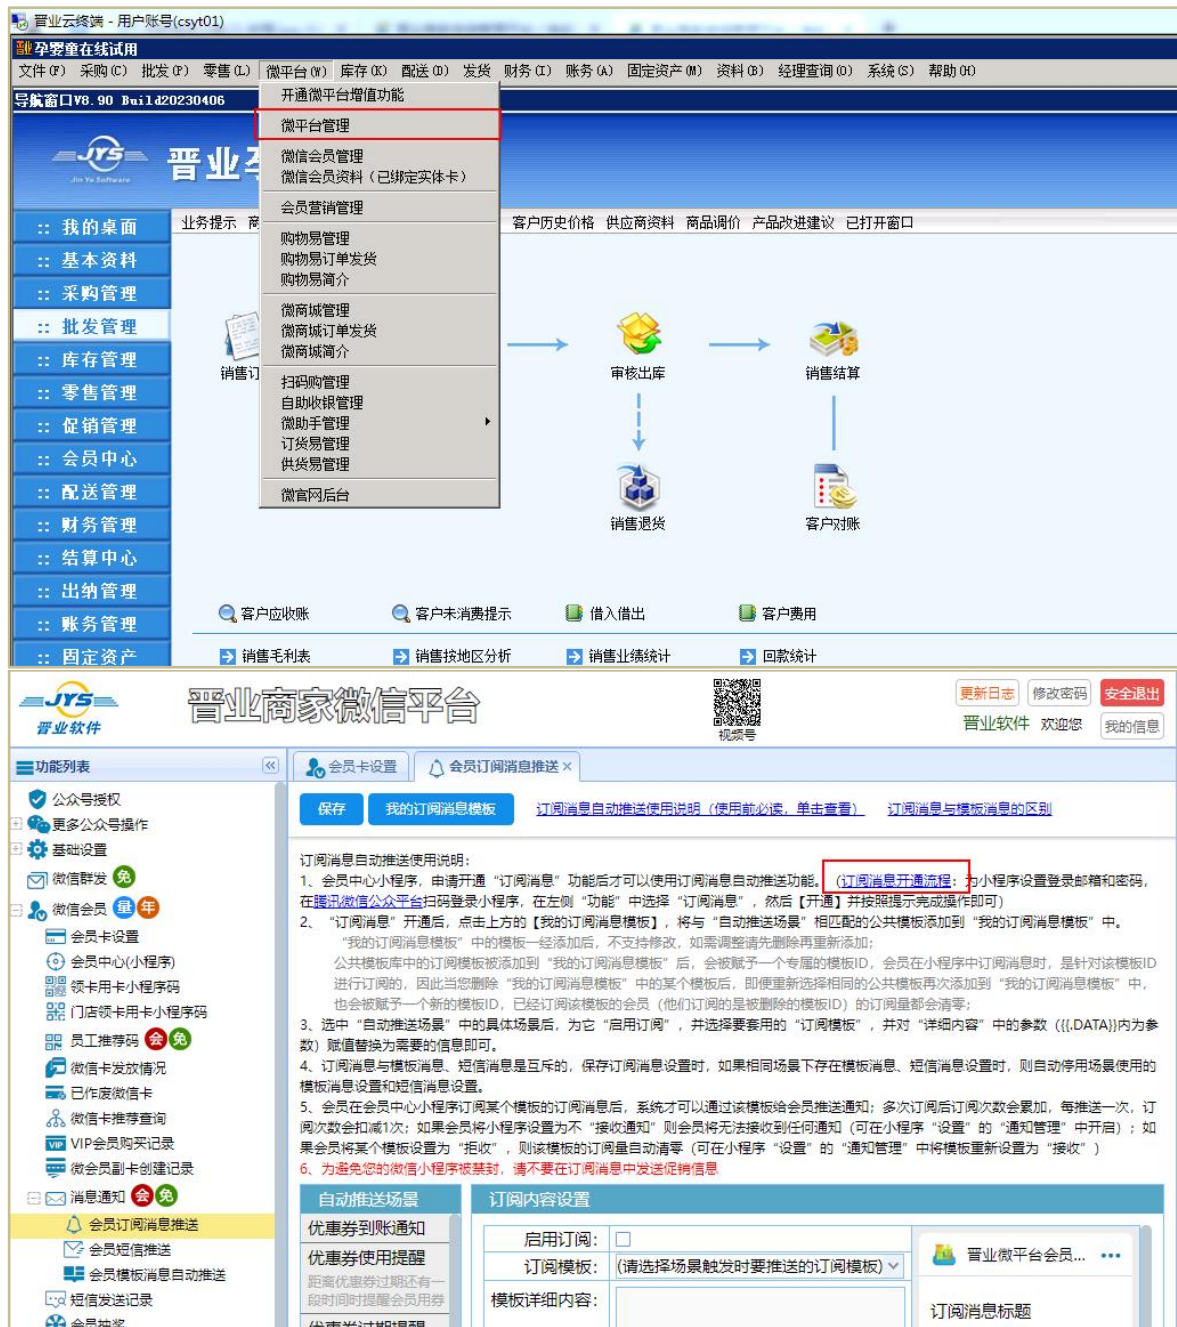 晋业云终端 - 用户账号(csyt01)
孕婴童在线试用
文件(F) 采购(C) 批发(P) 零售(L) 微平台(W) 库存(K) 配送(D) 发货 财务(I) 账务(A) 固定资产(M) 资料(B) 经理查询(O) 系统(S) 帮助(H)
导航窗口V8.90 Build20230406
开通微平台增值功能
微平台管理
微信会员管理
微信会员资料（已绑定实体卡）
会员营销管理
购物易管理
购物易订单发货
购物易简介
微商城管理
微商城订单发货
微商城简介
扫码购管理
自助收银管理
微助手管理
订货易管理
供货易管理
微官网后台
JYS
Jin Ye Software
晋业
业务提示 客户历史价格 供应商资料 商品调价 产品改进建议 已打开窗口
:: 我的桌面
:: 基本资料
:: 采购管理
:: 批发管理
:: 库存管理
:: 零售管理
:: 促销管理
:: 会员中心
:: 配送管理
:: 财务管理
:: 结算中心
:: 出纳管理
:: 账务管理
:: 固定资产
销售订
审核出库
销售结算
销售退货
客户对账
客户应收账 客户未消费提示 借入借出 客户费用
销售毛利表 销售按地区分析 销售业绩统计 回款统计
JYS
晋业软件
晋业商家微信平台
视频号
更新日志 修改密码 安全退出
晋业软件 欢迎您 我的信息
功能列表
公众号授权
更多公众号操作
基础设置
微信群发 免
微信会员 量 年
会员卡设置
会员中心(小程序)
领卡用卡小程序码
门店领卡用卡小程序码
员工推荐码 会 免
微信卡发放情况
已作废微信卡
微信卡推荐查询
VIP会员购买记录
微会员副卡创建记录
消息通知 会 免
会员订阅消息推送
会员短信推送
会员模板消息自动推送
短信发送记录
会员抽奖
会员卡设置 会员订阅消息推送 ×
保存 我的订阅消息模板 订阅消息自动推送使用说明（使用前必读，单击查看） 订阅消息与模板消息的区别
订阅消息自动推送使用说明：
1、会员中心小程序，由请开通“订阅消息”功能后才可以使用订阅消息自动推送功能。（订阅消息开通流程：为小程序设置登录邮箱和密码，
在腾讯微信公众平台扫码登录小程序，在左侧“功能”中选择“订阅消息”，然后【开通】并按照提示完成操作即可）
2、“订阅消息”开通后，点击上方的【我的订阅消息模板】，将与“自动推送场景”相匹配的公共模板添加到“我的订阅消息模板”中。
“我的订阅消息模板”中的模板一经添加后，不支持修改，如需调整请先删除再重新添加；
公共模板库中的订阅模板被添加到“我的订阅消息模板”后，会被赋予一个专属的模板ID，会员在小程序中订阅消息时，是针对该模板ID
进行订阅的，因此当您删除“我的订阅消息模板”中的某个模板后，即便重新选择相同的公共模板再次添加到“我的订阅消息模板”中，
也会被赋予一个新的模板ID，已经订阅该模板的会员（他们订阅的是被删除的模板ID）的订阅量都会清零；
3、选中“自动推送场景”中的具体场景后，为它“启用订阅”，并选择要套用的“订阅模板”，并对“详细内容”中的参数（{{.DATA}}内为参
数）赋值替换为需要的信息即可。
4、订阅消息与模板消息、短信消息是互斥的，保存订阅消息设置时，如果相同场景下存在模板消息、短信消息设置时，则自动停用场景使用的
模板消息设置和短信消息设置。
5、会员在会员中心小程序订阅某个模板的订阅消息后，系统才可以通过该模板给会员推送通知；多次订阅后订阅次数会累加，每推送一次，订
阅次数会扣减1次；如果会员将小程序设置为不“接收通知”则会员将无法接收到任何通知（可在小程序“设置”的“通知管理”中开启）；如
果会员将某个模板设置为“拒收”，则该模板的订阅量自动清零（可在小程序“设置”的“通知管理”中将模板重新设置为“接收”）
6、为避免您的微信小程序被禁封，请不要在订阅消息中发送促销信息
自动推送场景 订阅内容设置
优惠券到账通知
优惠券使用提醒
距离优惠券过期还有一
段时间时提醒会员用券
优惠券过期提醒
启用订阅：
订阅模板： (请选择场景触发时要推送的订阅模板)
模板详细内容：
晋业微平台会员... •••
订阅消息标题